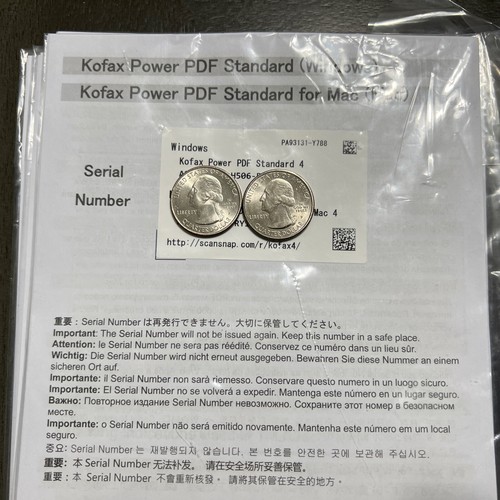 Kofax Power PDF Standard (Windows)
Kofax Power PDF Standard for Mac
Serial
Number
PA93131-Y788
Windows
Kofax Power PDF Standard 4
Mac 4
LIBERTY
LIBERTY
QUARTER DOLLAR
QUARTER DOLLAR
http://scansnap.com/r/kofax4/
重要：Serial Numberは再発行できません。大切に保管してください。
Important: The Serial Number will not be issued again. Keep this number in a safe place.
Attention: le Serial Number ne sera pas réédité. Conservez ce numéro dans un lieu sûr.
Wichtig: Die Serial Number wird nicht erneut ausgegeben. Bewahren Sie diese Nummer an einem
sicheren Ort auf.
Importante: il Serial Number non sarà riemesso. Conservare questo numero in un luogo sicuro.
Importante: El Serial Number no se volverá a expedir. Mantenga este número en un lugar seguro.
Важно: Повторное издание Serial Number невозможно. Сохраните этот номер в безопасном
месте.
Importante: o Serial Number não será emitido novamente. Mantenha este número em um local
seguro.
중요: Serial Number 는 재발행되지 않습니다. 본 번호를 안전한 곳에 보관해 주십시오.
重要：本 Serial Number 无法补发。 请在安全场所妥善保管。
重要：本 Serial Number 不會重新核發。 請將其保管在安全的地方。